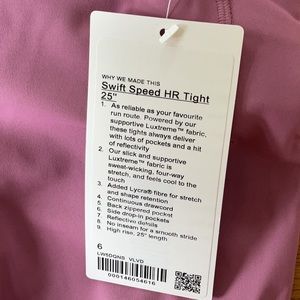 WHY WE MADE THIS
Swift Speed HR Tight
25"
1. As reliable as your favourite
run route. Powered by our
supportive Luxtreme™ fabric,
these tights always deliver
with lots of pockets and a hit
of reflectivity
2. Our slick and supportive
Luxtreme™ fabric is
sweat-wicking, four-way
stretch, and feels cool to the
touch
3. Added Lycra® fibre for stretch
and shape retention
4. Continuous drawcord
5. Back zippered pocket
6. Side drop-in pockets
7. Reflective details
8. No inseam for a smooth stride
9. High rise, 25" length
6
LW5DQNS VLVD
000146054616